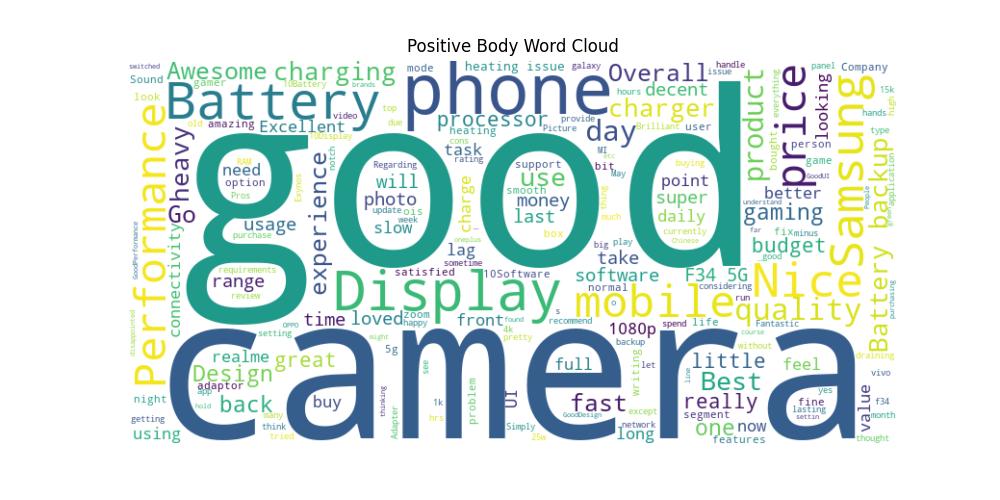 Positive Body Word Cloud
switched
mode
heating issue
galaxy
Overall
handle
panel
Company
Sound
Awesome
charging
phone
issue
price
looking
15k
gamer
10Battery
brands
hours
decent
product
everything
Samsung
high
look
Battery
video
top
charger
hands
old
amazing
Excellent
due
processor
provide
Picture
day
Brilliant
user
bought
type
Performance
heavy
10Display
heating
cons
task
rating
MI
bit
May
buying
person
game
GoodUI
Battery backup
application
good
RAM
need
option
Pros
Exynos
notch
Regarding
will
photo
update
ois
week
slow
charge
support
use
smooth
money
last
box
thing
much
point
super
daily
currently
Chinese
better
understand
People
Go
usage
purchase
experience
oneplus
lag
sometime
big
play
take
gaming
far
fix
minus
budget
_good
connectivity
GoodPerformance
requirements
range
review
satisfied
10Software
software
normal
F34 5G
considering
Nice
purchasing
Display
mobile
run
quality
disappointed
time
loved
zoom
happy
front
found
4k
pretty
s
recommend
1080p
backup
spend
life
Fantastic
course
camera
setting
OPPO
might
5g
see
full
let
line
without
draining
realme
great
Design
adaptor
app
night
hold
back
buy
many
thinking
Adapter
1k
hrs
problem
UI
GoodDesign
fast
Simply
25w
writing
except
network
long
little
Best
really
segment
one
now
features
feel
yes
fine
lasting
settin
value
vivo
f34
month
thought
getting
using
think
tried